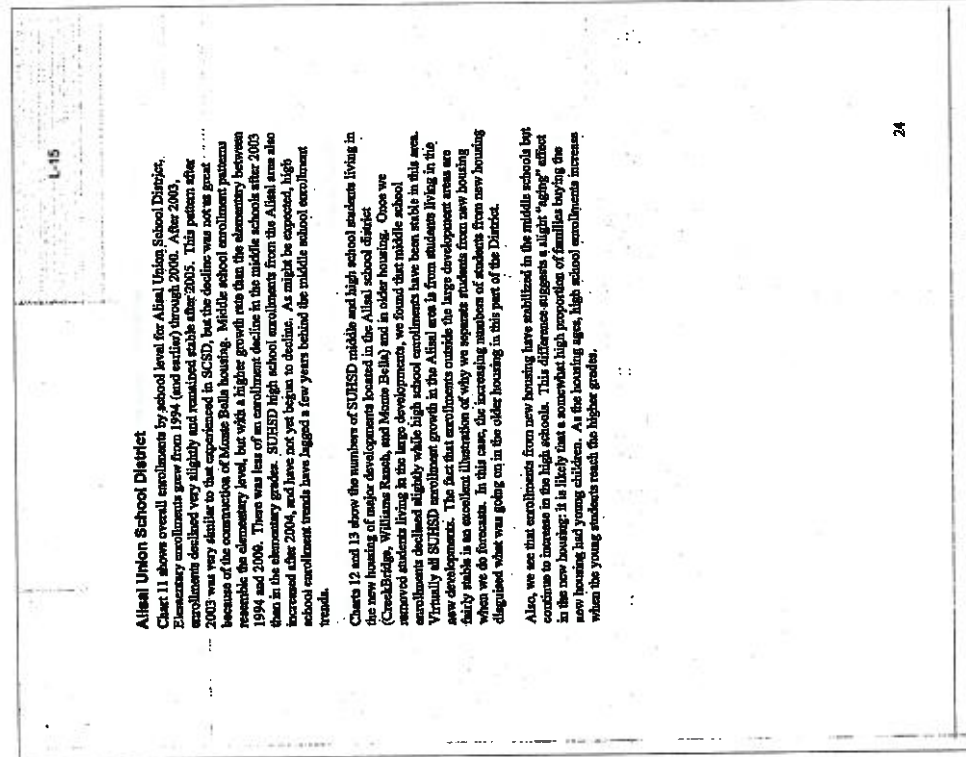 L-15
Alisal Union School District
Chart 11 shows overall enrollments by school level for Alisal Union School District.
Elementary enrollments grew from 1994 (and earlier) through 2000. After 2003,
enrollments declined very slightly and remained stable after 2005. This pattern after
2003 was very similar to that experienced in SCSD, but the decline was not as great
because of the construction of Monte Bella housing. Middle school enrollment patterns
resemble the elementary level, but with a higher growth rate than the elementary between
1994 and 2000. There was less of an enrollment decline in the middle schools after 2003
than in the elementary grades. SUHSD high school enrollments from the Alisal area also
increased after 2004, and have not yet begun to decline. As might be expected, high
school enrollment trends have lagged a few years behind the middle school enrollment
trends.
Charts 12 and 13 show the numbers of SUHSD middle and high school students living in
the new housing of major developments located in the Alisal school district
(CreekBridge, Williams Ranch, and Monte Bella) and in older housing. Once we
removed students living in the large developments, we found that middle school
enrollments declined slightly while high school enrollments have been stable in this area.
Virtually all SUHSD enrollment growth in the Alisal area is from students living in the
new developments. The fact that enrollments outside the large development areas are
fairly stable is an excellent illustration of why we separate students from new housing
when we do forecasts. In this case, the increasing numbers of students from new housing
disguised what was going on in the older housing in this part of the District.
Also, we see that enrollments from new housing have stabilized in the middle schools but
continue to increase in the high schools. This difference suggests a slight "aging" effect
in the new housing: it is likely that a somewhat high proportion of families buying the
new housing had young children. As the housing ages, high school enrollments increase
when the young students reach the higher grades.
24